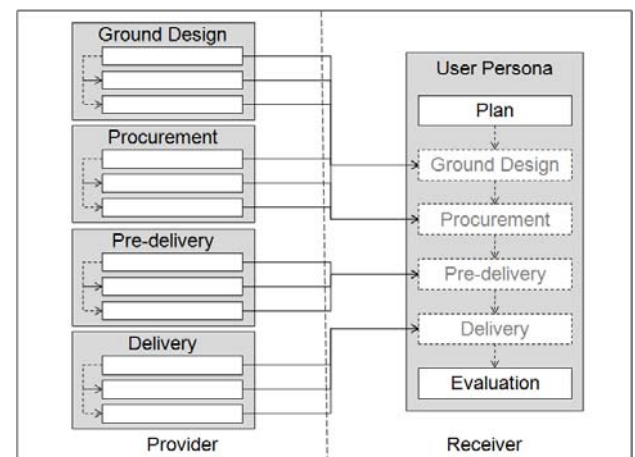 Ground Design
Procurement
Pre-delivery
Delivery
Provider
User Persona
Plan
Ground Design
Procurement
Pre-delivery
Delivery
Evaluation
Receiver